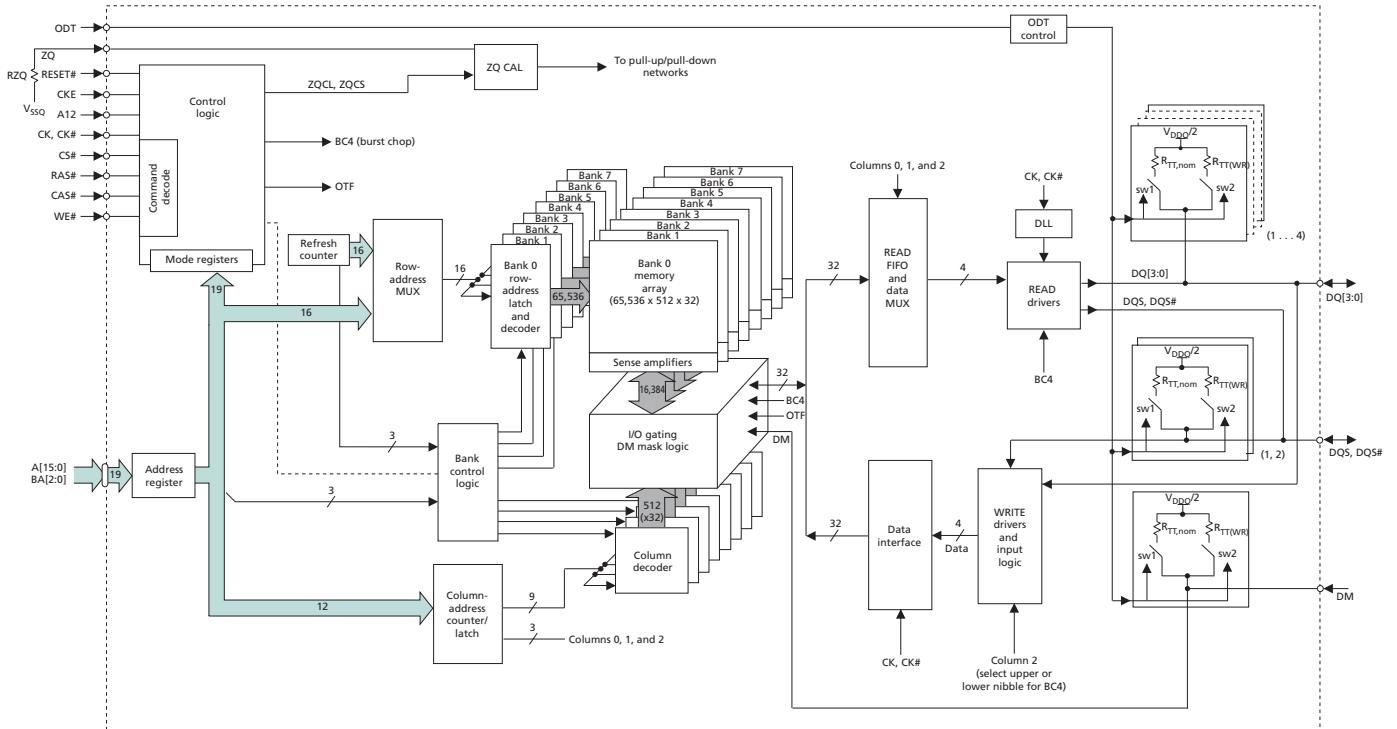 ODT
ODT
control
ZQ
RZQ
RESET#
ZQ CAL
To pull-up/pull-down
networks
ZQCL, ZQCS
CKE
Control
logic
VSSQ
A12
CK, CK#
BC4 (burst chop)
CS#
RAS#
CAS#
WE#
Command
decode
OTF
Columns 0, 1, and 2
VDDQ/2
RTT,nom
RTT(WR)
sw1
sw2
(1 . . . 4)
CK, CK#
DLL
Bank 7
Bank 6
Bank 5
Bank 4
Bank 3
Bank 2
Bank 1
Bank 7
Bank 6
Bank 5
Bank 4
Bank 3
Bank 2
Bank 1
Refresh
counter
16
Mode registers
Row-
address
MUX
16
Bank 0
row-
address
latch
and
decoder
65,536
Bank 0
memory
array
(65,536 x 512 x 32)
32
READ
FIFO
and
data
MUX
4
READ
drivers
DQ[3:0]
DQ[3:0]
DQS, DQS#
19
16
Sense amplifiers
BC4
32
16,384
BC4
OTF
DM
I/O gating
DM mask logic
VDDQ/2
RTT,nom
RTT(WR)
sw1
sw2
(1, 2)
DQS, DQS#
3
Bank
control
logic
A[15:0]
BA[2:0]
19
Address
register
3
512
(x32)
32
Data
interface
4
Data
WRITE
drivers
and
input
logic
VDDQ/2
RTT,nom
RTT(WR)
sw1
sw2
Column
decoder
DM
12
Column-
address
counter/
latch
9
3
Columns 0, 1, and 2
CK, CK#
Column 2
(select upper or
lower nibble for BC4)